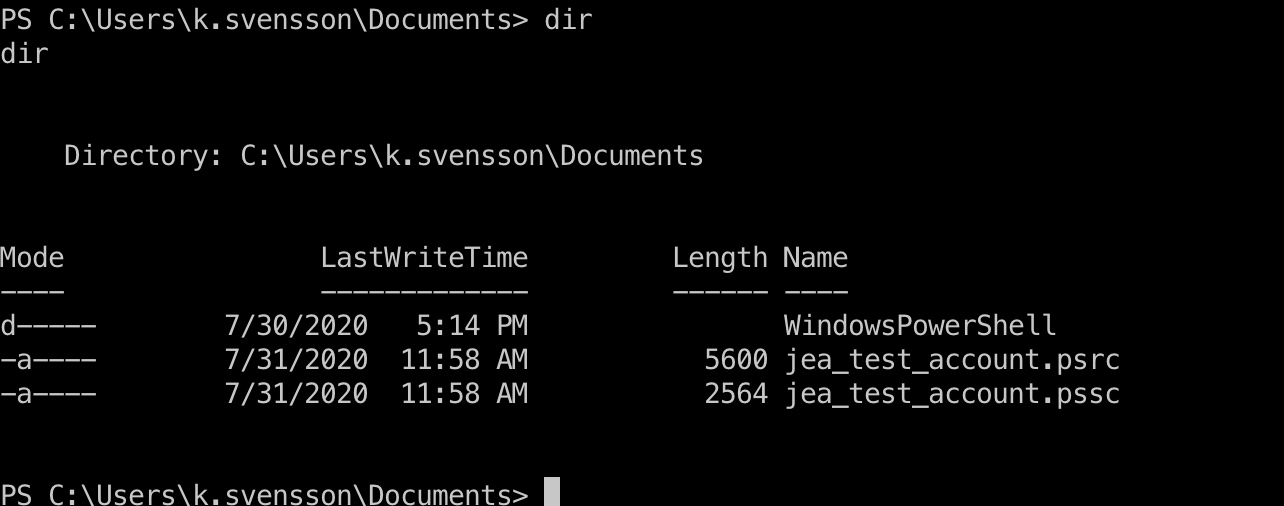 PS C:\Users\k.svensson\Documents> dir
dir
Directory: C:\Users\k.svensson\Documents
Mode LastWriteTime Length Name
---- ------------- ------ ----
d----- 7/30/2020 5:14 PM WindowsPowerShell
-a---- 7/31/2020 11:58 AM 5600 jea_test_account.psrc
-a---- 7/31/2020 11:58 AM 2564 jea_test_account.pssc
PS C:\Users\k.svensson\Documents>